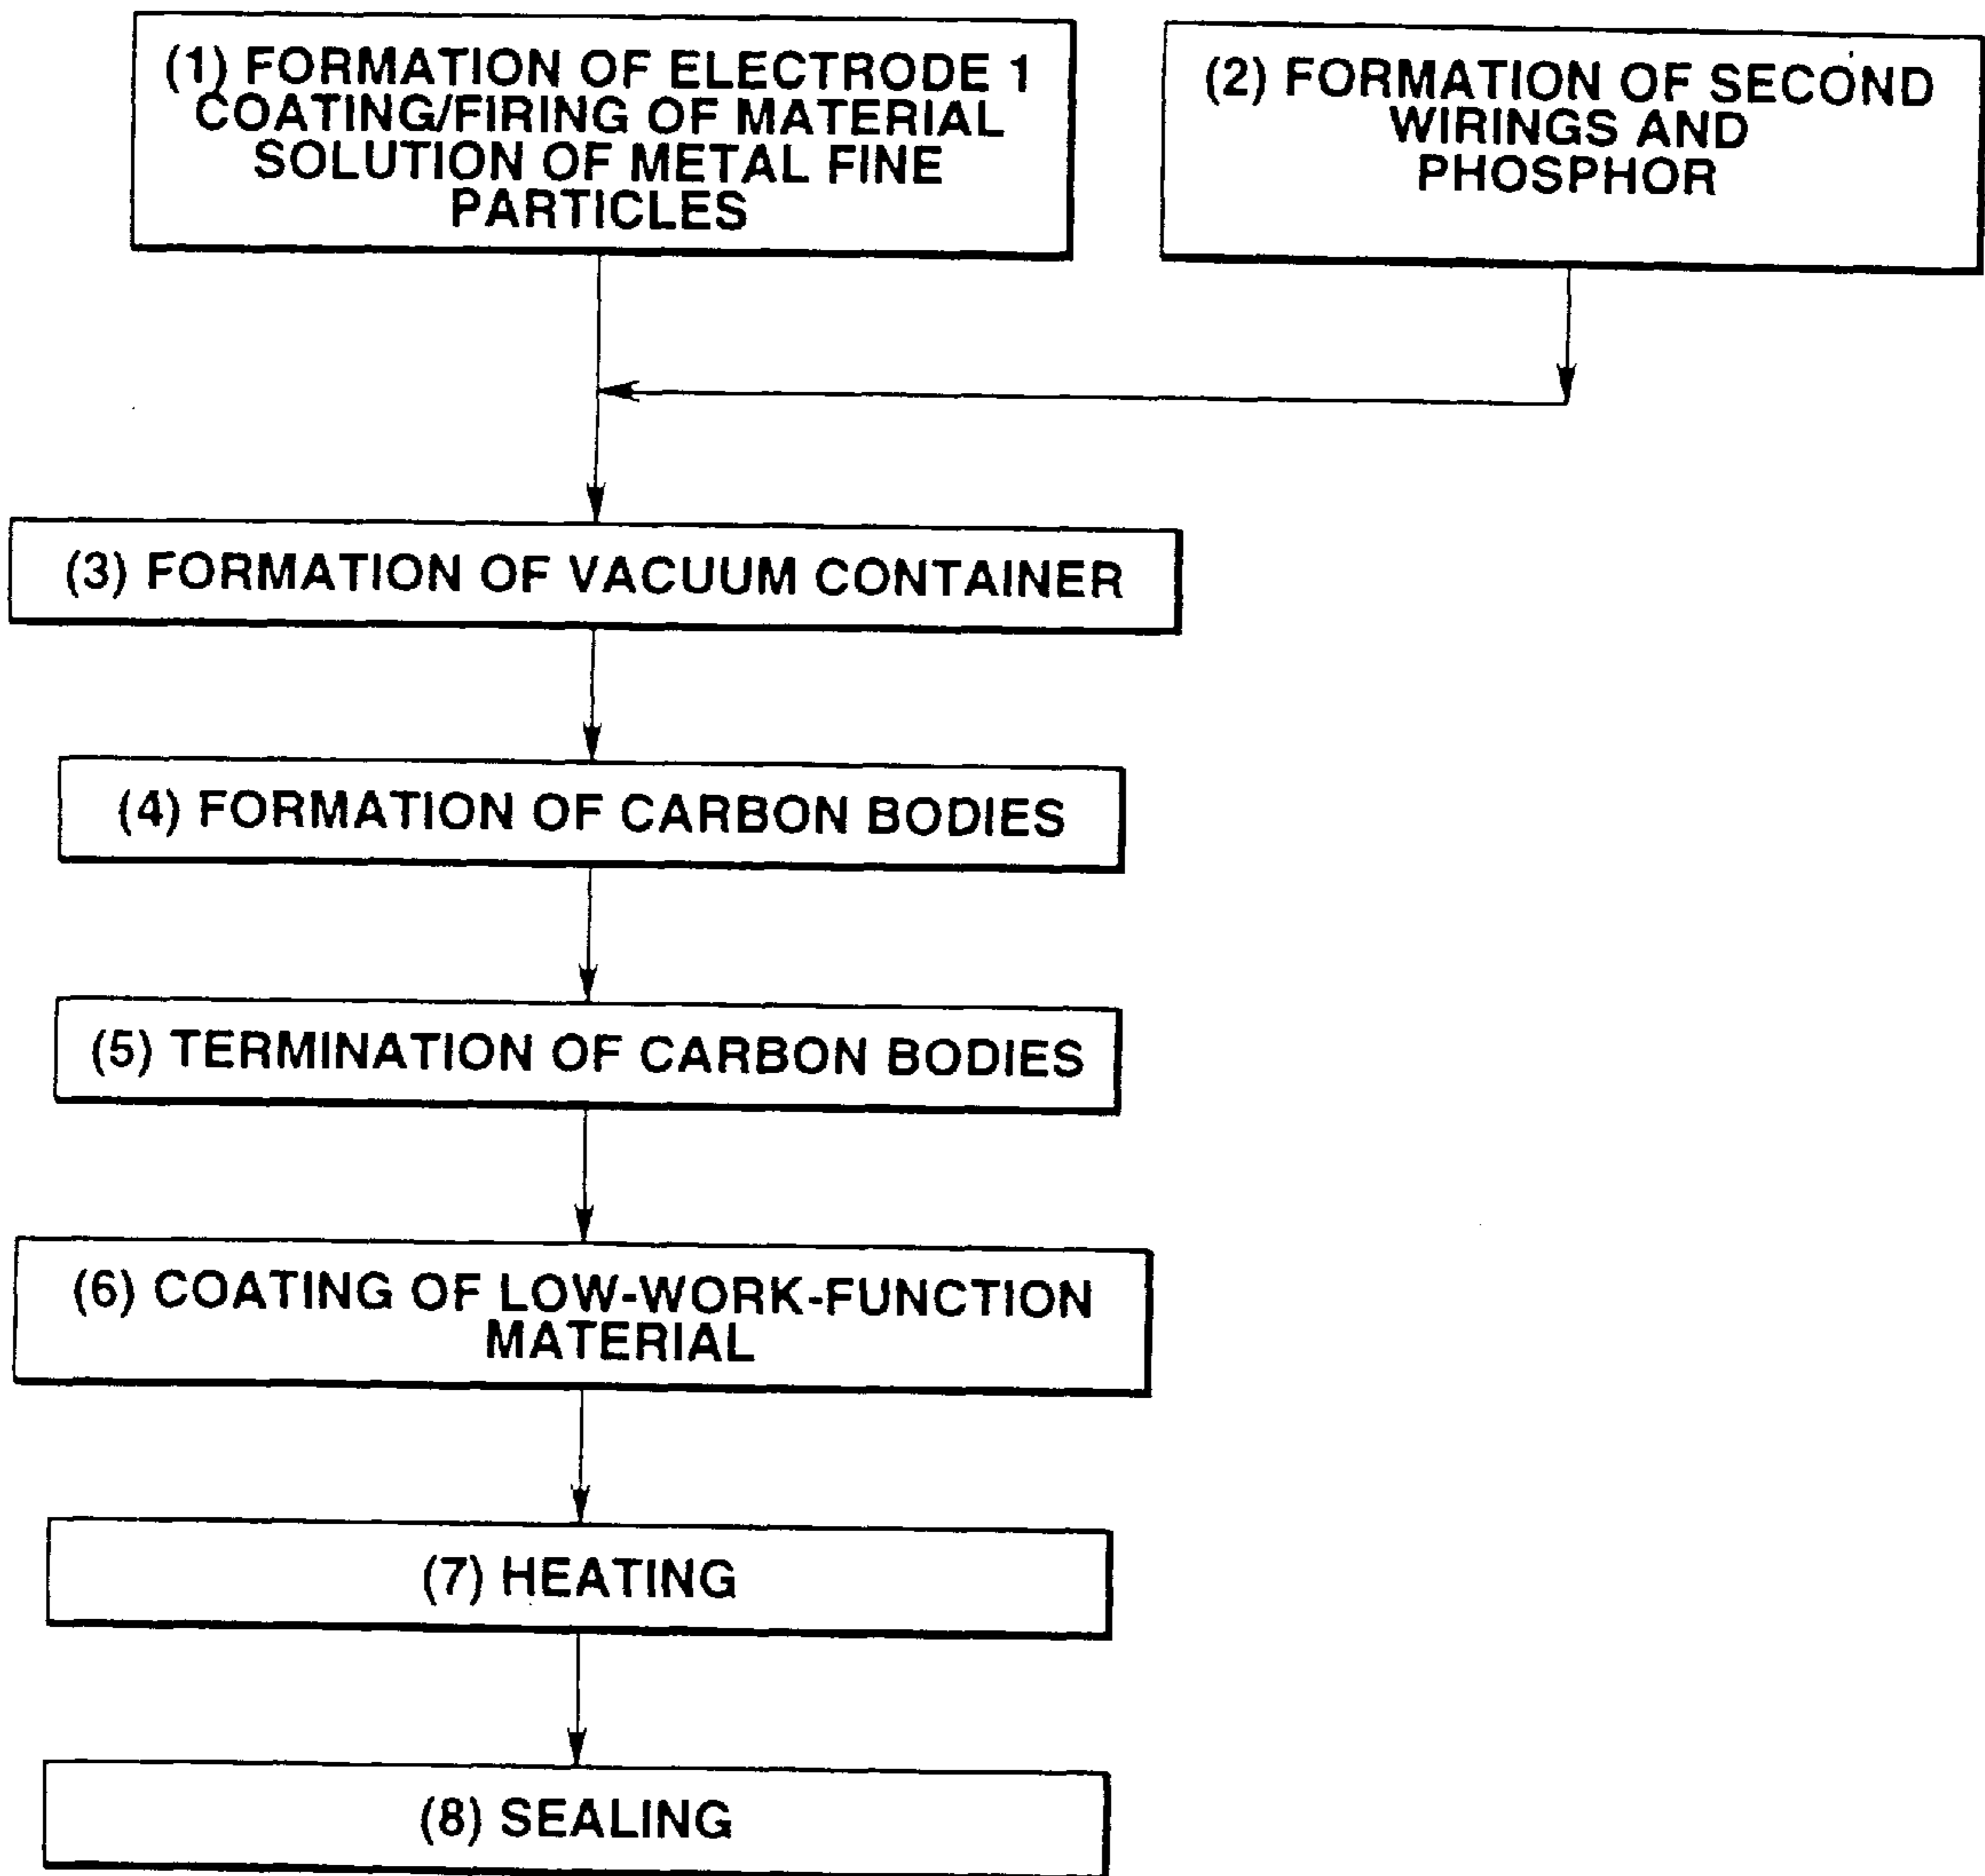 (1) FORMATION OF ELECTRODE 1
COATING/FIRING OF MATERIAL
SOLUTION OF METAL FINE
PARTICLES
(2) FORMATION OF SECOND
WIRINGS AND
PHOSPHOR
(3) FORMATION OF VACUUM CONTAINER
(4) FORMATION OF CARBON BODIES
(5) TERMINATION OF CARBON BODIES
(6) COATING OF LOW-WORK-FUNCTION
MATERIAL
(7) HEATING
(8) SEALING